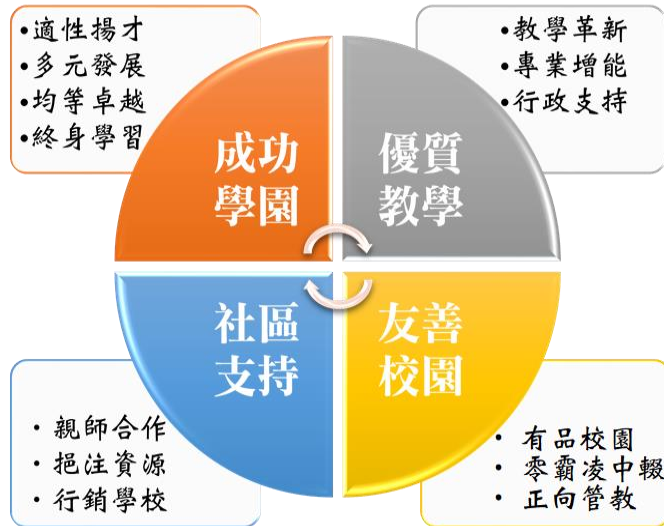 •適性揚才
•多元發展
•均等卓越
•終身學習
成功
學園
•教學革新
•專業增能
•行政支持
優質
教學
社區
支持
•親師合作
•挹注資源
•行銷學校
友善
校園
•有品校園
•零霸凌中輟
•正向管教